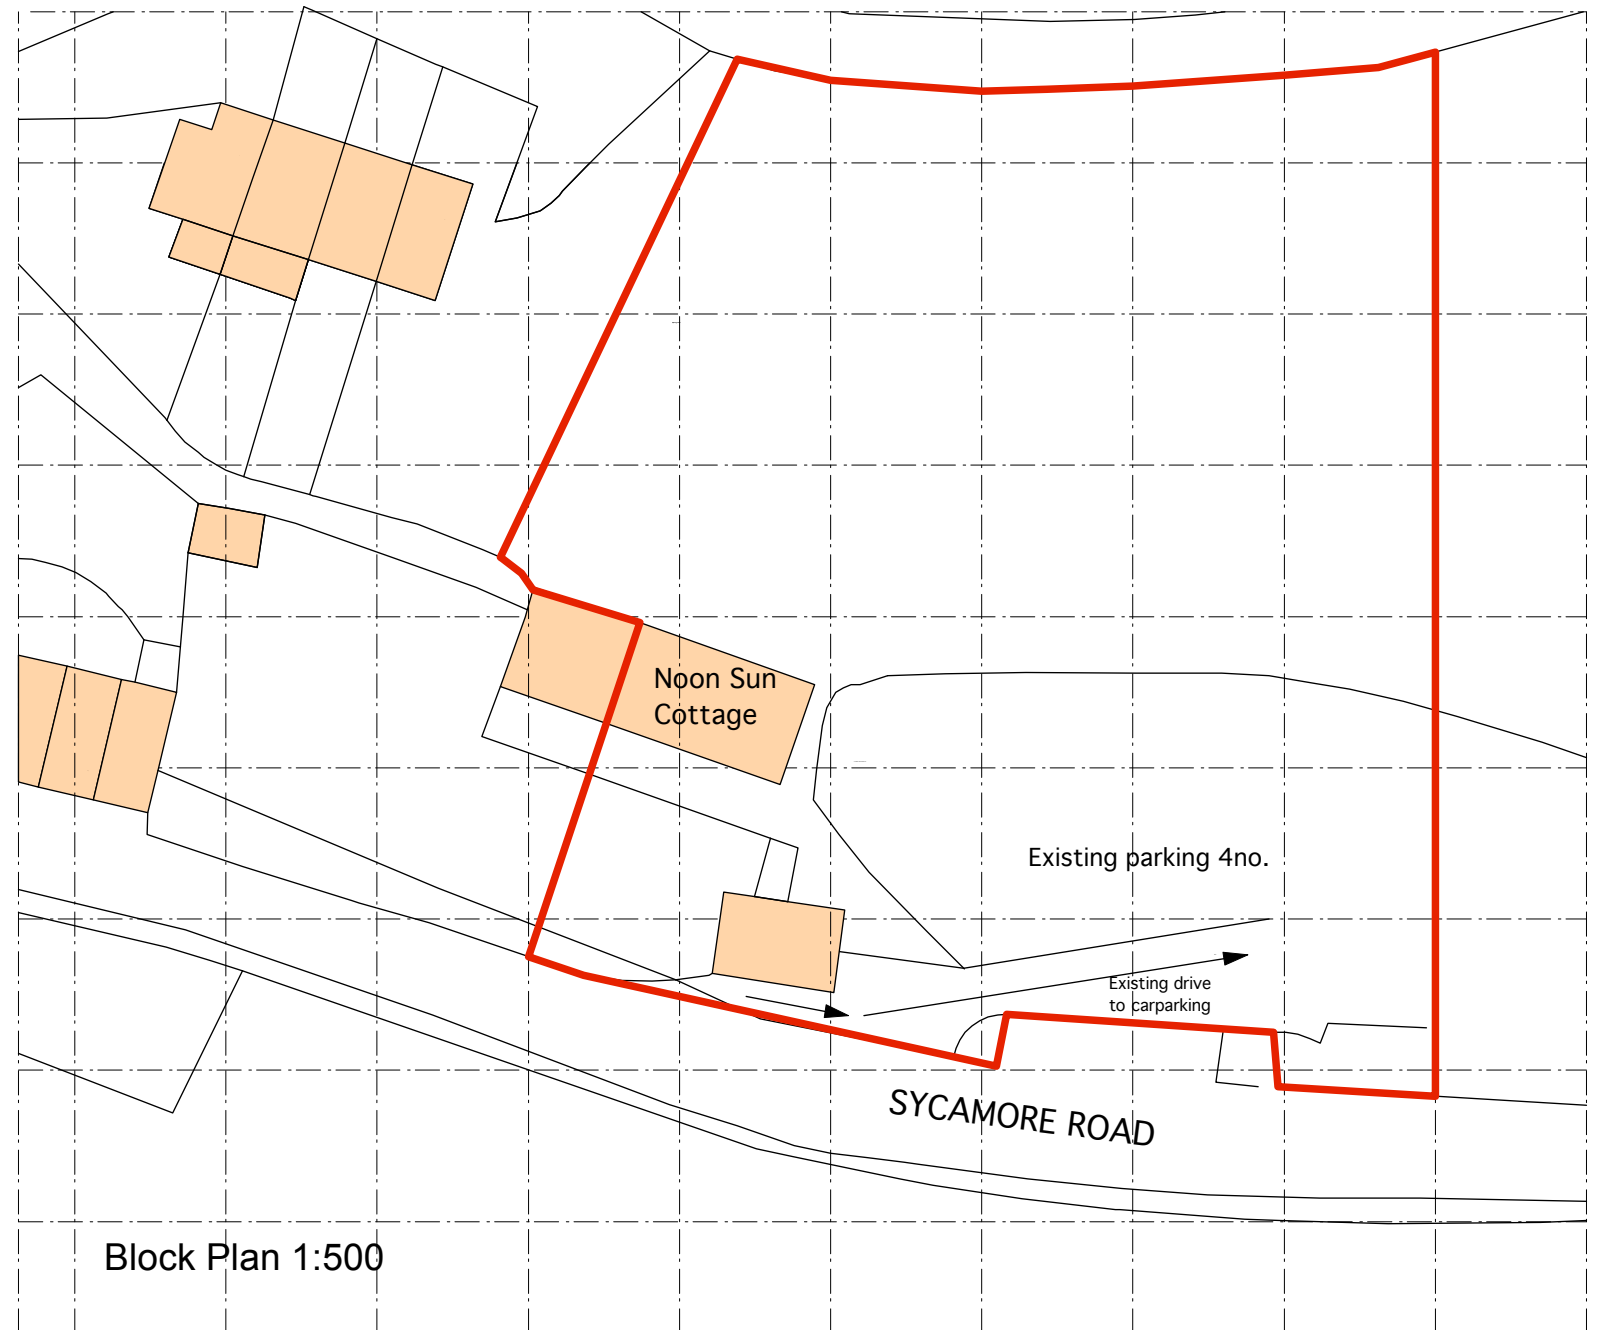 Noon Sun
Cottage
Existing parking 4no.
Existing drive
to carparking
SYCAMORE ROAD
Block Plan 1:500